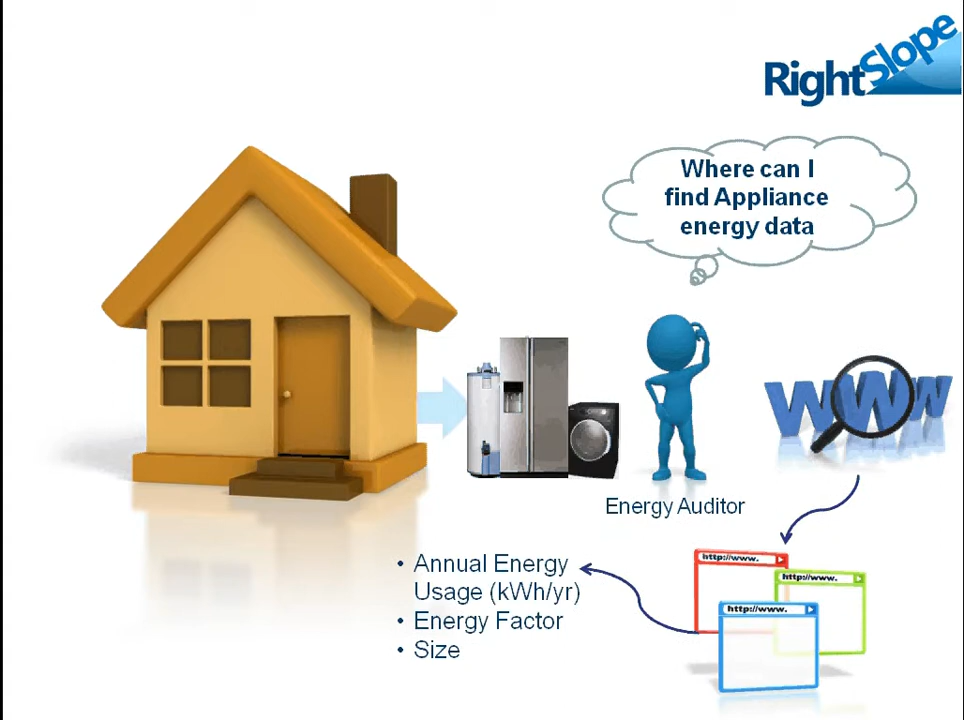 RightSlope
Where can I
find Appliance
energy data
WWW
Energy Auditor
• Annual Energy
Usage (kWh/yr)
• Energy Factor
• Size
http://www.
http://www.
http://www.